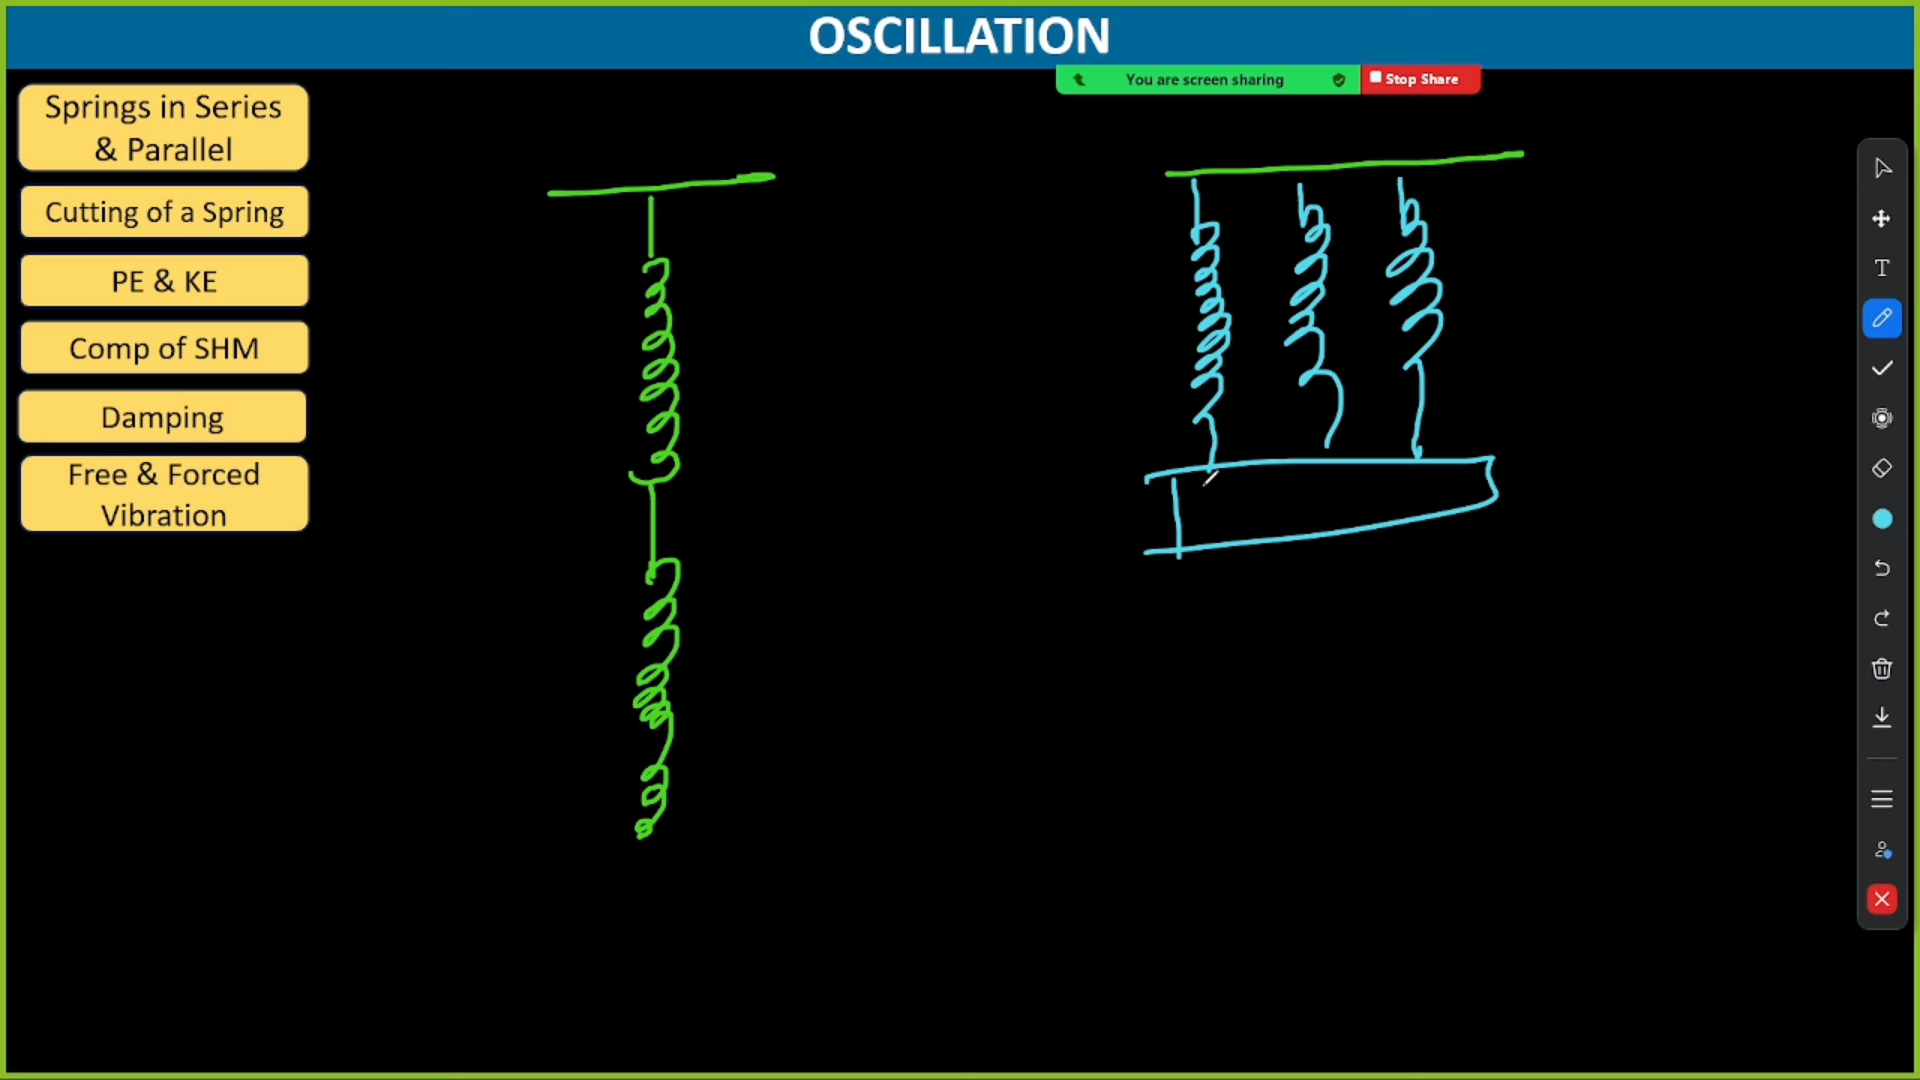 OSCILLATION
You are screen sharing
Stop Share
Springs in Series
& Parallel
Cutting of a Spring
PE & KE
Comp of SHM
Damping
Free & Forced
Vibration
T